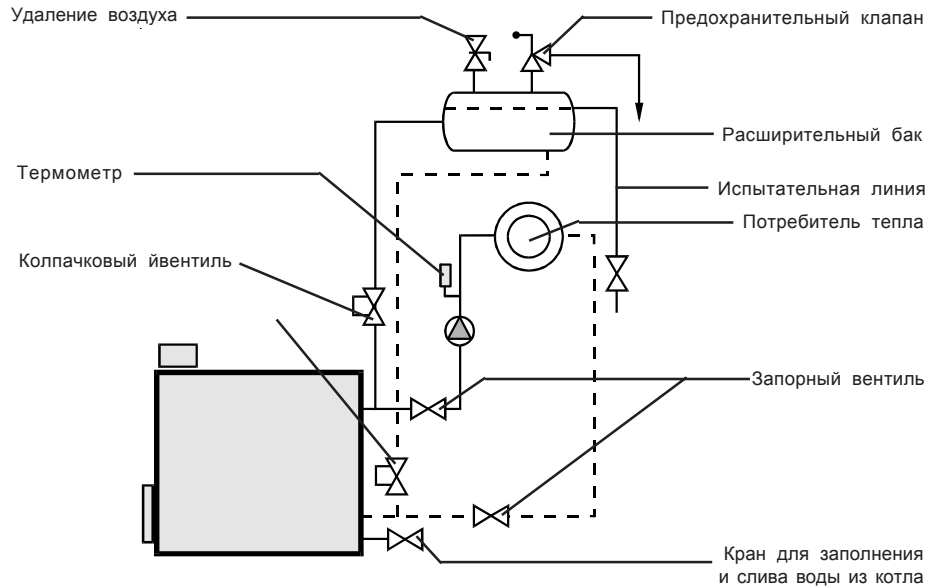 Удаление воздуха
Предохранительный клапан
Расширительный бак
Термометр
Испытательная линия
Потребитель тепла
Колпачковый йвентиль
Запорный вентиль
Кран для заполнения
и слива воды из котла